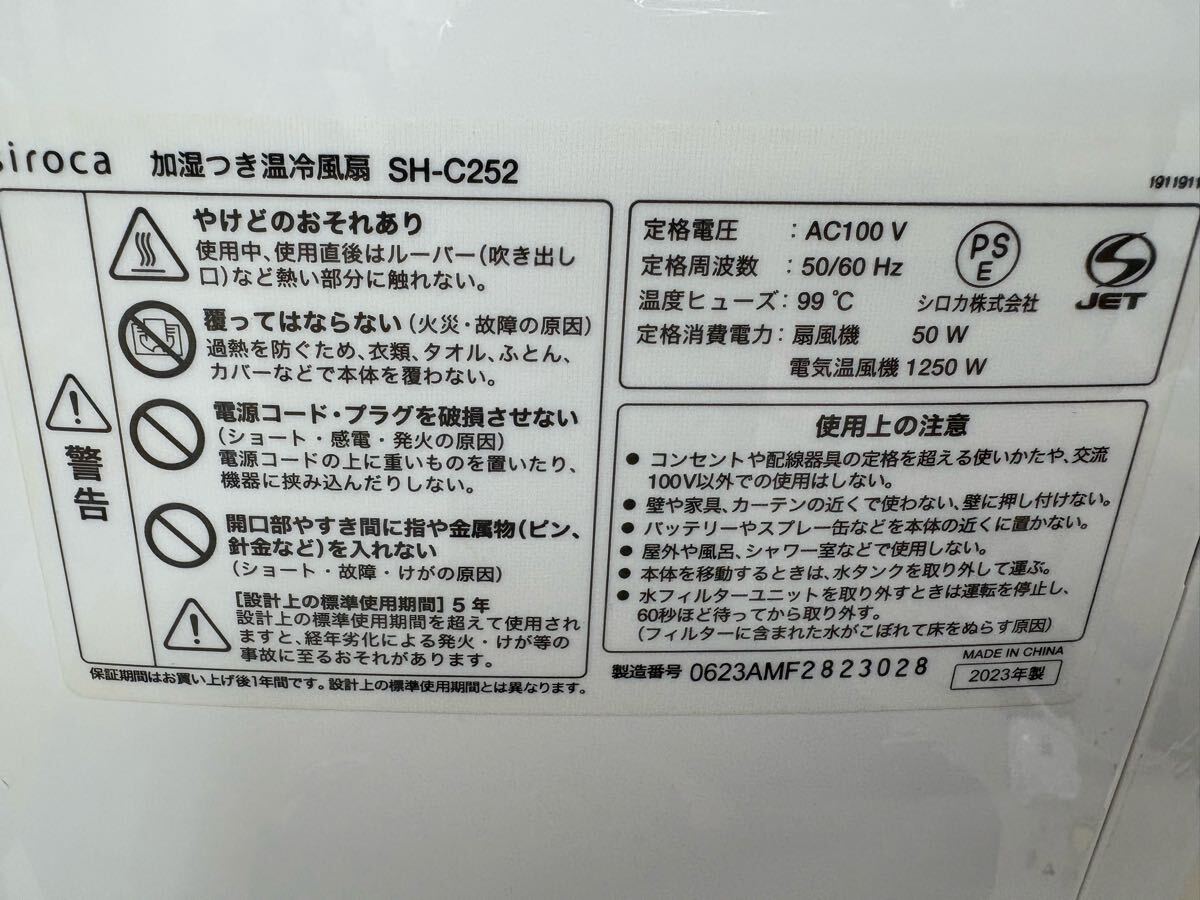 siroca 加湿つき温冷風扇 SH-C252
1911911
警告
やけどのおそれあり
使用中、使用直後はルーバー(吹き出し
口)など熱い部分に触れない。
覆ってはならない(火災・故障の原因)
過熱を防ぐため、衣類、タオル、ふとん、
カバーなどで本体を覆わない。
電源コード・プラグを破損させない
(ショート・感電・発火の原因)
電源コードの上に重いものを置いたり、
機器に挟み込んだりしない。
開口部やすき間に指や金属物(ピン、
針金など)を入れない
(ショート・故障・けがの原因)
[設計上の標準使用期間]5年
設計上の標準使用期間を超えて使用され
ますと、経年劣化による発火・けが等の
事故に至るおそれがあります。
保証期間はお買い上げ後1年間です。設計上の標準使用期間とは異なります。
定格電圧 : AC100 V
定格周波数 : 50/60 Hz
温度ヒューズ : 99 ℃
定格消費電力 : 扇風機 50 W
電気温風機 1250 W
PS
E
シロカ株式会社
JET
使用上の注意
● コンセントや配線器具の定格を超える使いかたや、交流
100V以外での使用はしない。
● 壁や家具、カーテンの近くで使わない、壁に押し付けない。
● バッテリーやスプレー缶などを本体の近くに置かない。
● 屋外や風呂、シャワー室などで使用しない。
● 本体を移動するときは、水タンクを取り外して運ぶ。
● 水フィルターユニットを取り外すときは運転を停止し、
60秒ほど待ってから取り外す。
(フィルターに含まれた水がこぼれて床をぬらす原因)
製造番号 0623AMF2823028
MADE IN CHINA
2023年製